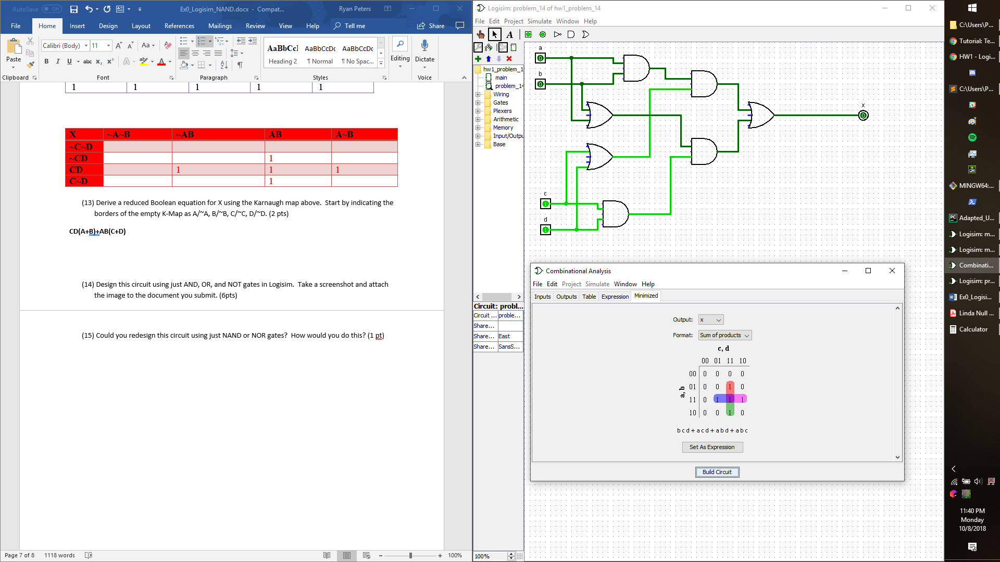 AutoSave Off
Ex0_Logisim_NAND.docx - Compat...
Ryan Peters
File Home Insert Design Layout References Mailings Review View Help Tell me Share
Paste
Calibri (Body) 11
A A Aa
B I U abc x₂ x² A ab A
AaBbCcI AaBbCcDc AaBbCcDc
Heading 2 ¶ Normal ¶ No Spac...
Editing
Dictate
Clipboard Font Paragraph Styles Voice
1 1 1 1 1
X ~A~B ~AB AB A~B
~C~D
~CD 1
CD 1 1 1
C~D 1
(13) Derive a reduced Boolean equation for X using the Karnaugh map above. Start by indicating the
borders of the empty K-Map as A/~A, B/~B, C/~C, D/~D. (2 pts)
CD(A+B)+AB(C+D)
(14) Design this circuit using just AND, OR, and NOT gates in Logisim. Take a screenshot and attach
the image to the document you submit. (6pts)
(15) Could you redesign this circuit using just NAND or NOR gates? How would you do this? (1 pt)
Page 7 of 8 1118 words
100%
Logisim: problem_14 of hw1_problem_14
File Edit Project Simulate Window Help
A
hw1_problem_1
main
problem_14
Wiring
Gates
Plexers
Arithmetic
Memory
Input/Outpu
Base
Circuit: probl...
Circuit ... proble...
Share...
Share... East
Share... SansS...
100%
a
0
b
0
x
0
c
1
d
1
Combinational Analysis
File Edit Project Simulate Window Help
Inputs Outputs Table Expression Minimized
Output: x
Format: Sum of products
c, d
00 01 11 10
a, b
00 0 0 0 0
01 0 0 1 0
11 0 1 1 1
10 0 0 1 0
b c d + a c d + a b d + a b c
Set As Expression
Build Circuit
C:\Users\P...
Tutorial: Te...
HW1 - Logi...
C:\Users\P...
MINGW64:...
Adapted_U...
Logisim: m...
Logisim: m...
Combinati...
Logisim: pr...
Ex0_Logisi...
Linda Null ...
Calculator
11:40 PM
Monday
10/8/2018